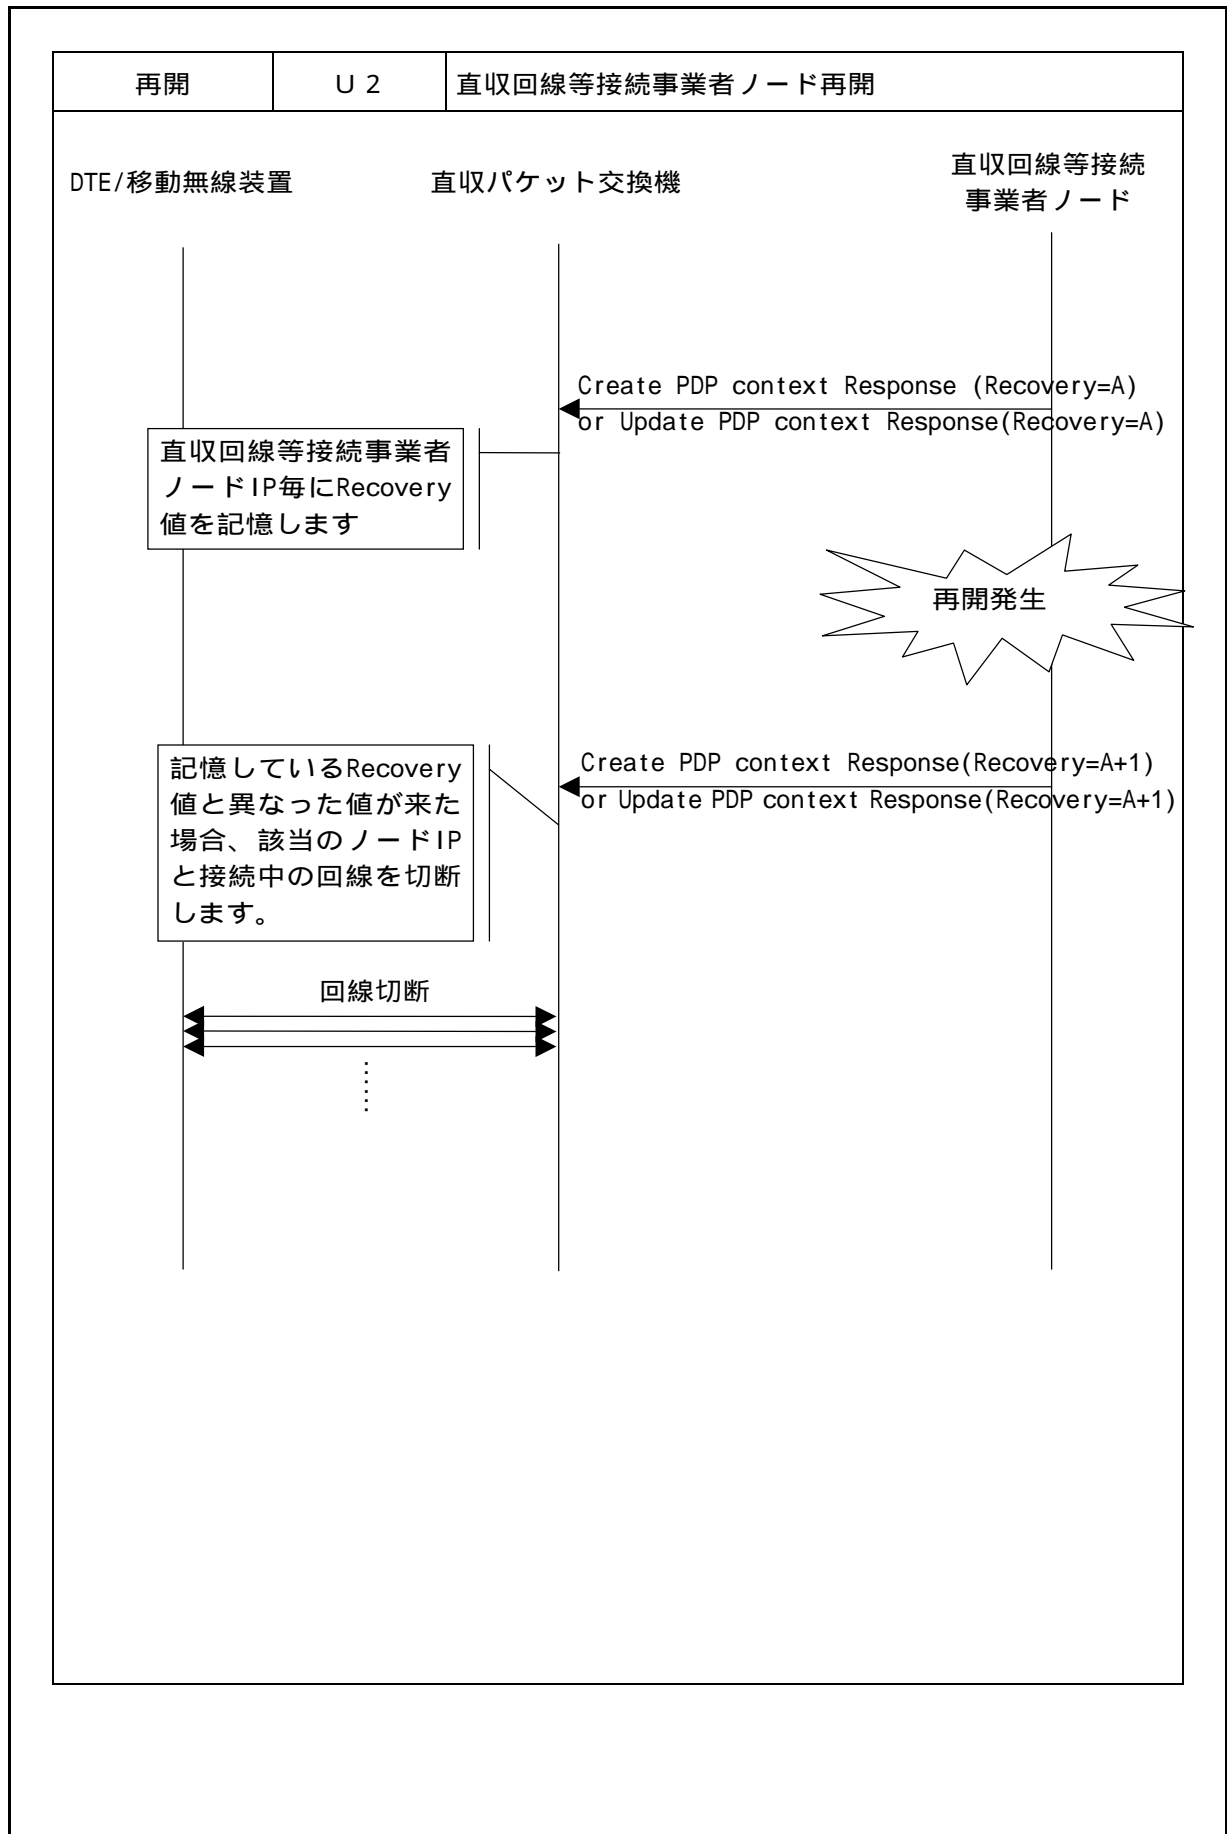 再開
U 2
直収回線等接続事業者ノード再開
DTE/移動無線装置
直収パケット交換機
直収回線等接続
事業者ノード
Create PDP context Response (Recovery=A)
or Update PDP context Response(Recovery=A)
直収回線等接続事業者
ノードIP毎にRecovery
値を記憶します
再開発生
Create PDP context Response(Recovery=A+1)
or Update PDP context Response(Recovery=A+1)
記憶しているRecovery
値と異なった値が来た
場合、該当のノードIP
と接続中の回線を切断
します。
回線切断